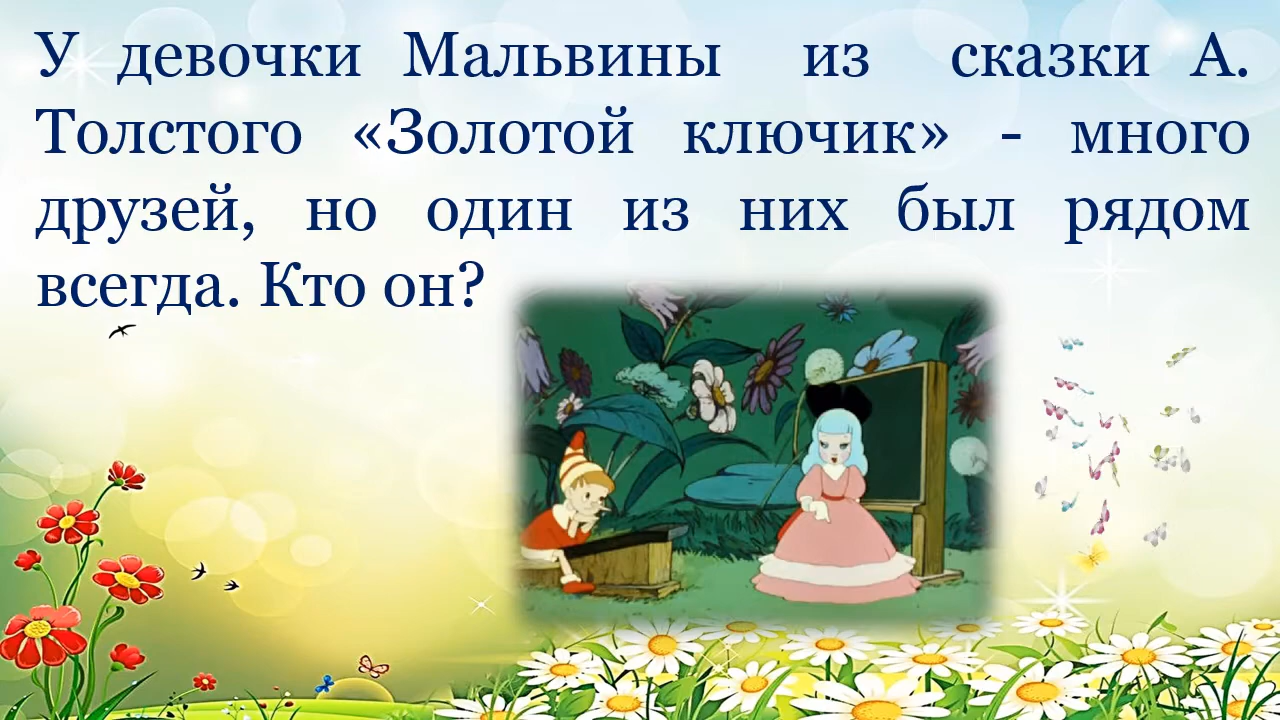 У девочки Мальвины из сказки А.
Толстого «Золотой ключик» - много
друзей, но один из них был рядом
всегда. Кто он?